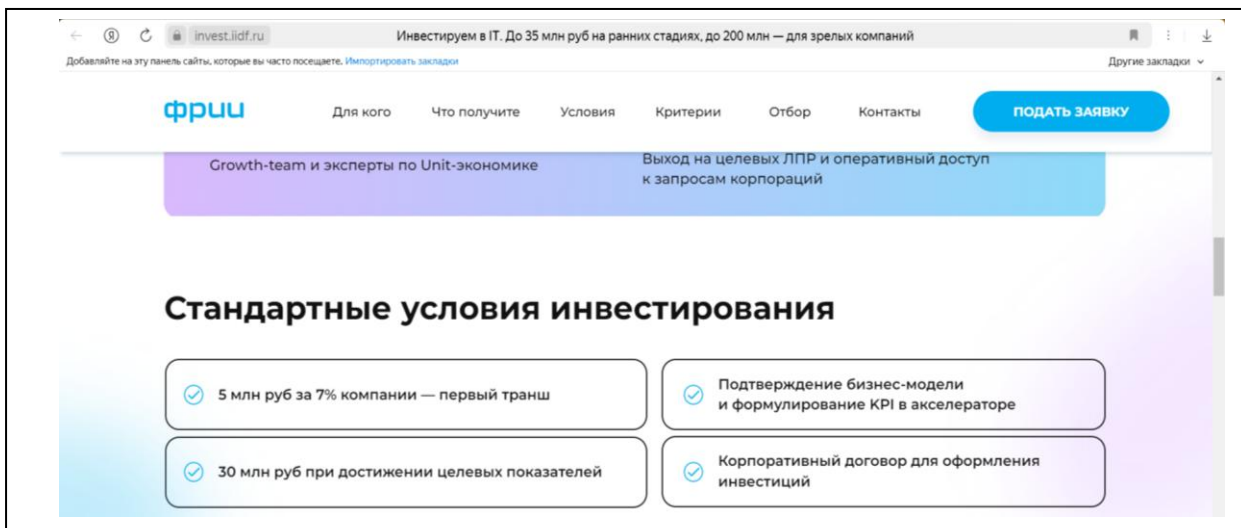 invest.iidf.ru
Инвестируем в IT. До 35 млн руб на ранних стадиях, до 200 млн — для зрелых компаний
Добавляйте на эту панель сайты, которые вы часто посещаете. Импортировать закладки
Другие закладки
фрии
Для кого
Что получите
Условия
Критерии
Отбор
Контакты
ПОДАТЬ ЗАЯВКУ
Growth-team и эксперты по Unit-экономике
Выход на целевых ЛПР и оперативный доступ
к запросам корпораций
Стандартные условия инвестирования
5 млн руб за 7% компании — первый транш
Подтверждение бизнес-модели
и формулирование KPI в акселераторе
30 млн руб при достижении целевых показателей
Корпоративный договор для оформления
инвестиций